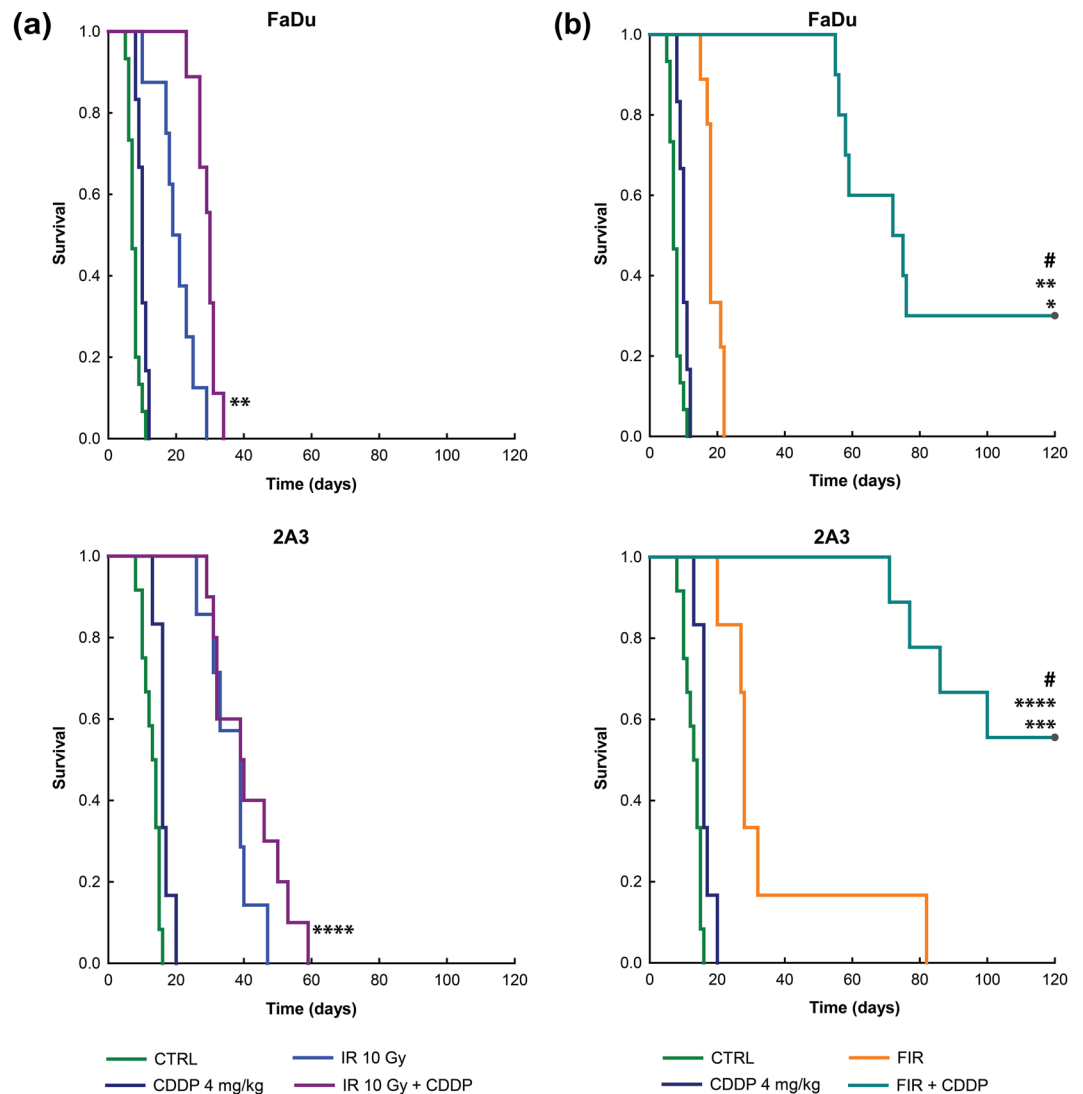 (a)
FaDu
1.0
0.8
0.6
0.4
0.2
0.0
Survival
**
0 20 40 60 80 100 120
Time (days)
(b)
FaDu
1.0
0.8
0.6
0.4
0.2
0.0
Survival
#
**
*
0 20 40 60 80 100 120
Time (days)
2A3
1.0
0.8
0.6
0.4
0.2
0.0
Survival
****
0 20 40 60 80 100 120
Time (days)
2A3
1.0
0.8
0.6
0.4
0.2
0.0
Survival
#
****
***
0 20 40 60 80 100 120
Time (days)
CTRL IR 10 Gy
CDDP 4 mg/kg IR 10 Gy + CDDP
CTRL FIR
CDDP 4 mg/kg FIR + CDDP